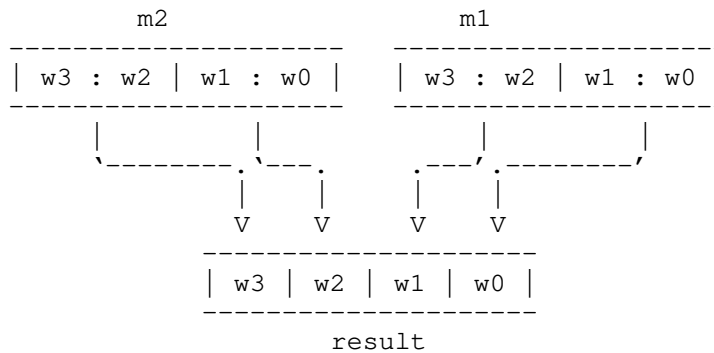 m2 m1
| w3 : w2 | w1 : w0 | | w3 : w2 | w1 : w0
| w3 | w2 | w1 | w0 |
result